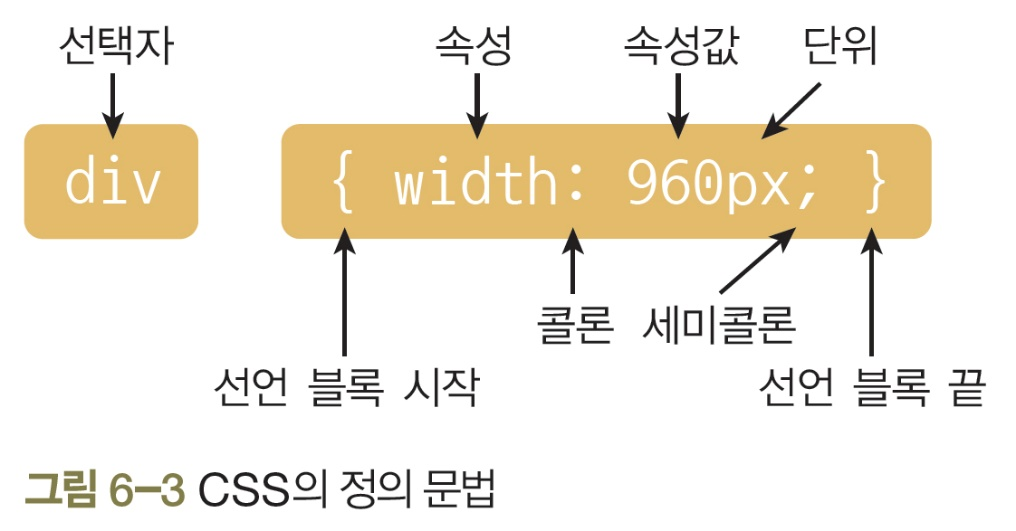 선택자 속성 속성값 단위
div { width: 960px; }
콜론 세미콜론
선언 블록 시작 선언 블록 끝
그림 6-3 CSS의 정의 문법